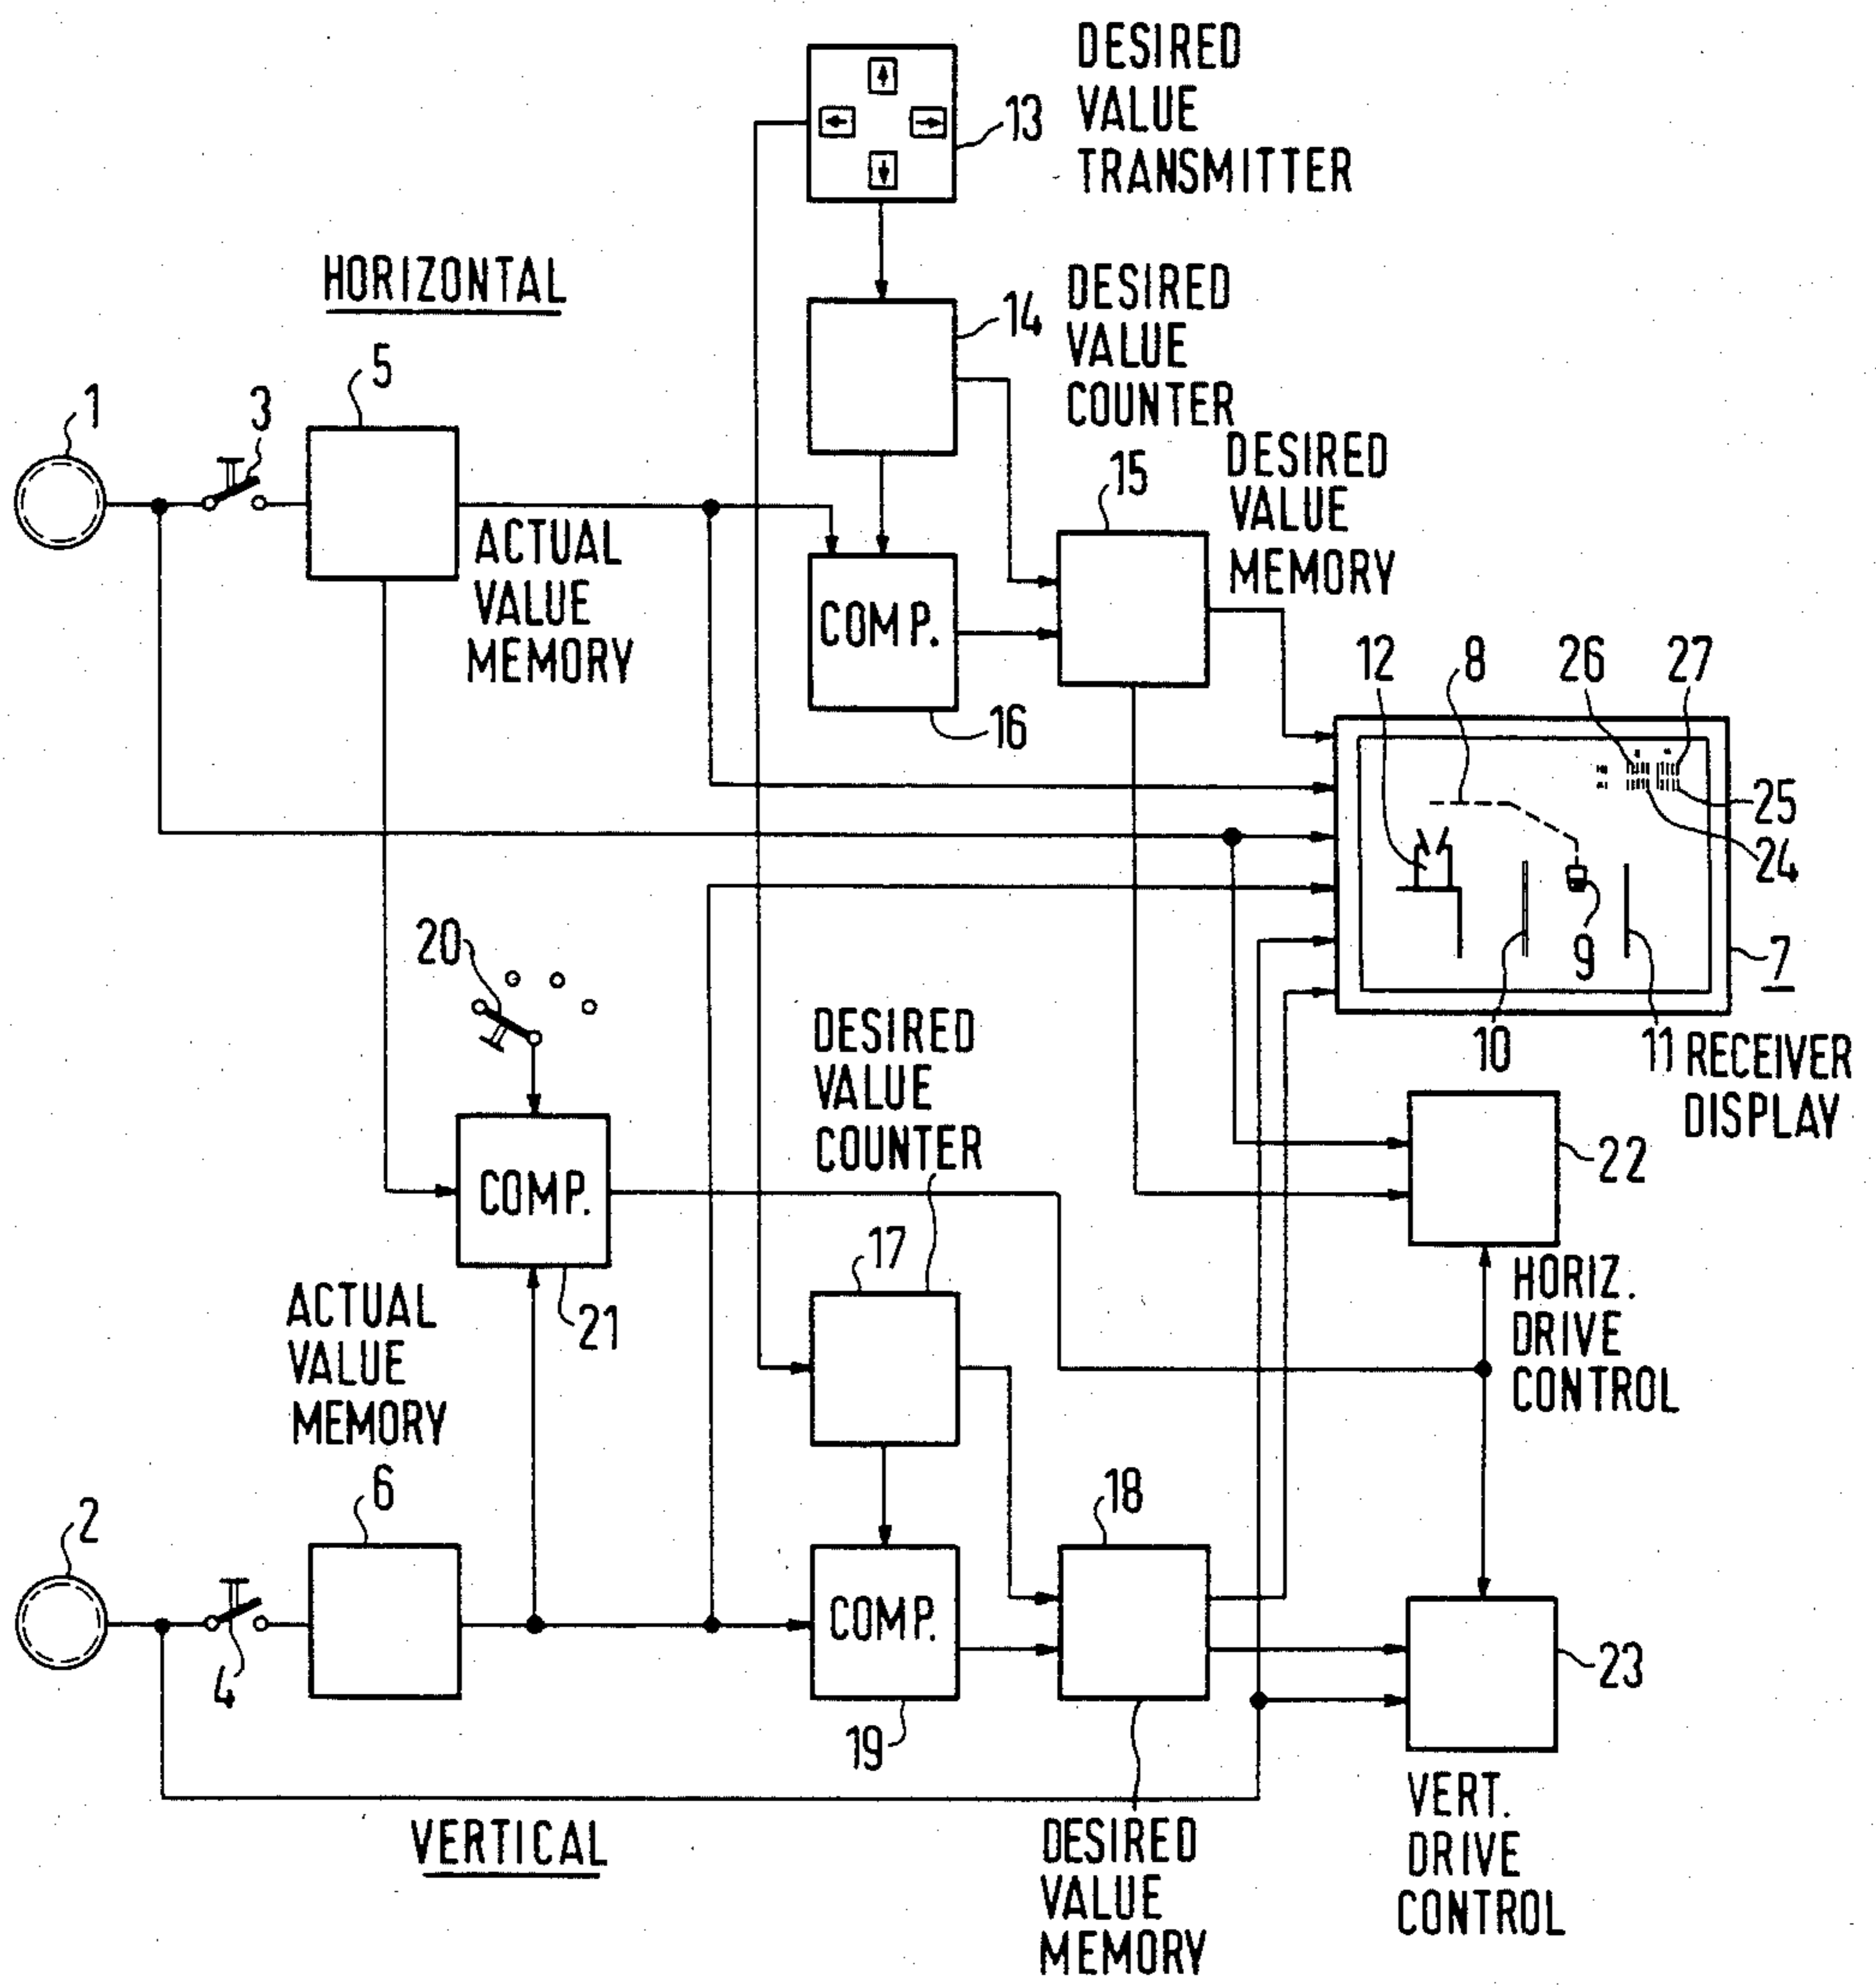 DESIRED
VALUE
TRANSMITTER
13
HORIZONTAL
DESIRED
VALUE
COUNTER
14
5
1
3
DESIRED
VALUE
MEMORY
15
ACTUAL
VALUE
MEMORY
COMP.
16
12
8
26
27
25
24
9
7
10
11
RECEIVER
DISPLAY
20
DESIRED
VALUE
COUNTER
COMP.
21
22
17
HORIZ.
DRIVE
CONTROL
ACTUAL
VALUE
MEMORY
6
2
4
18
COMP.
19
23
VERTICAL
DESIRED
VALUE
MEMORY
VERT.
DRIVE
CONTROL